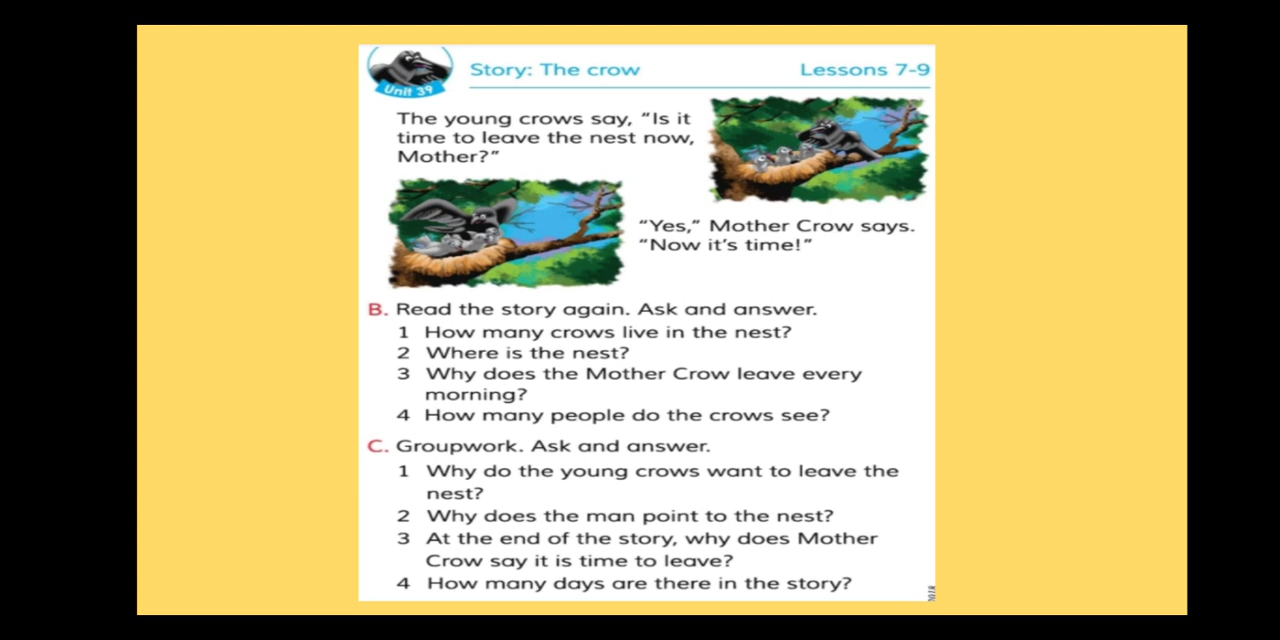 Unit 39
Story: The crow
Lessons 7-9
The young crows say, “Is it
time to leave the nest now,
Mother?”
“Yes,” Mother Crow says.
“Now it’s time!”
B. Read the story again. Ask and answer.
1 How many crows live in the nest?
2 Where is the nest?
3 Why does the Mother Crow leave every
morning?
4 How many people do the crows see?
C. Groupwork. Ask and answer.
1 Why do the young crows want to leave the
nest?
2 Why does the man point to the nest?
3 At the end of the story, why does Mother
Crow say it is time to leave?
4 How many days are there in the story?
2018